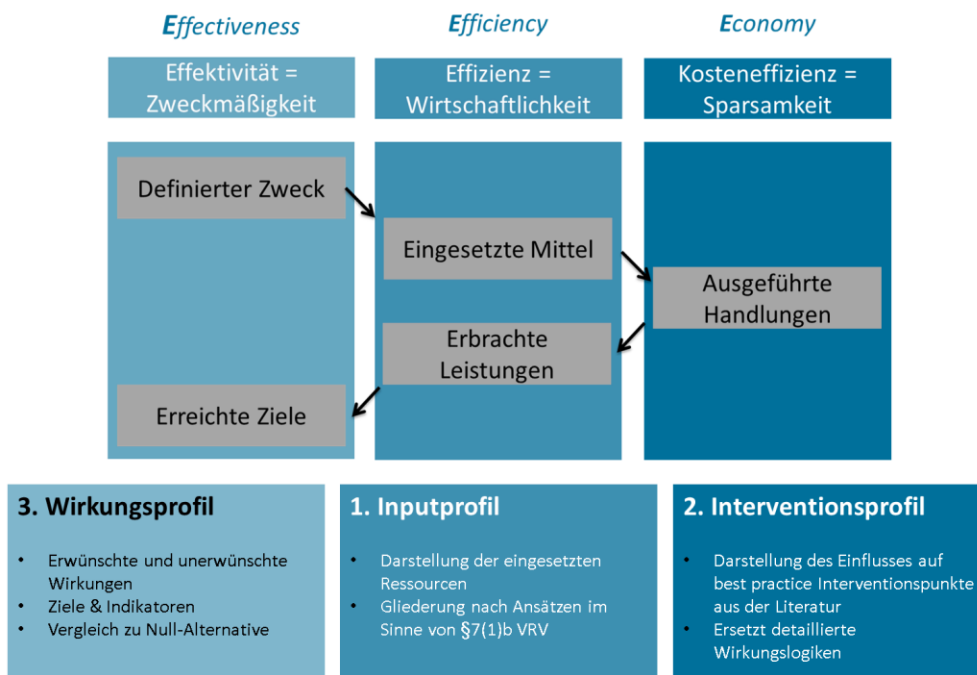 Effectiveness
Efficiency
Economy
Effektivität =
Zweckmäßigkeit
Effizienz =
Wirtschaftlichkeit
Kosteneffizienz =
Sparsamkeit
Definierter Zweck
Eingesetzte Mittel
Ausgeführte
Handlungen
Erbrachte
Leistungen
Erreichte Ziele
3. Wirkungsprofil
• Erwünschte und unerwünschte
Wirkungen
• Ziele & Indikatoren
• Vergleich zu Null-Alternative
1. Inputprofil
• Darstellung der eingesetzten
Ressourcen
• Gliederung nach Ansätzen im
Sinne von §7(1)b VRV
2. Interventionsprofil
• Darstellung des Einflusses auf
best practice Interventionspunkte
aus der Literatur
• Ersetzt detaillierte
Wirkungslogiken